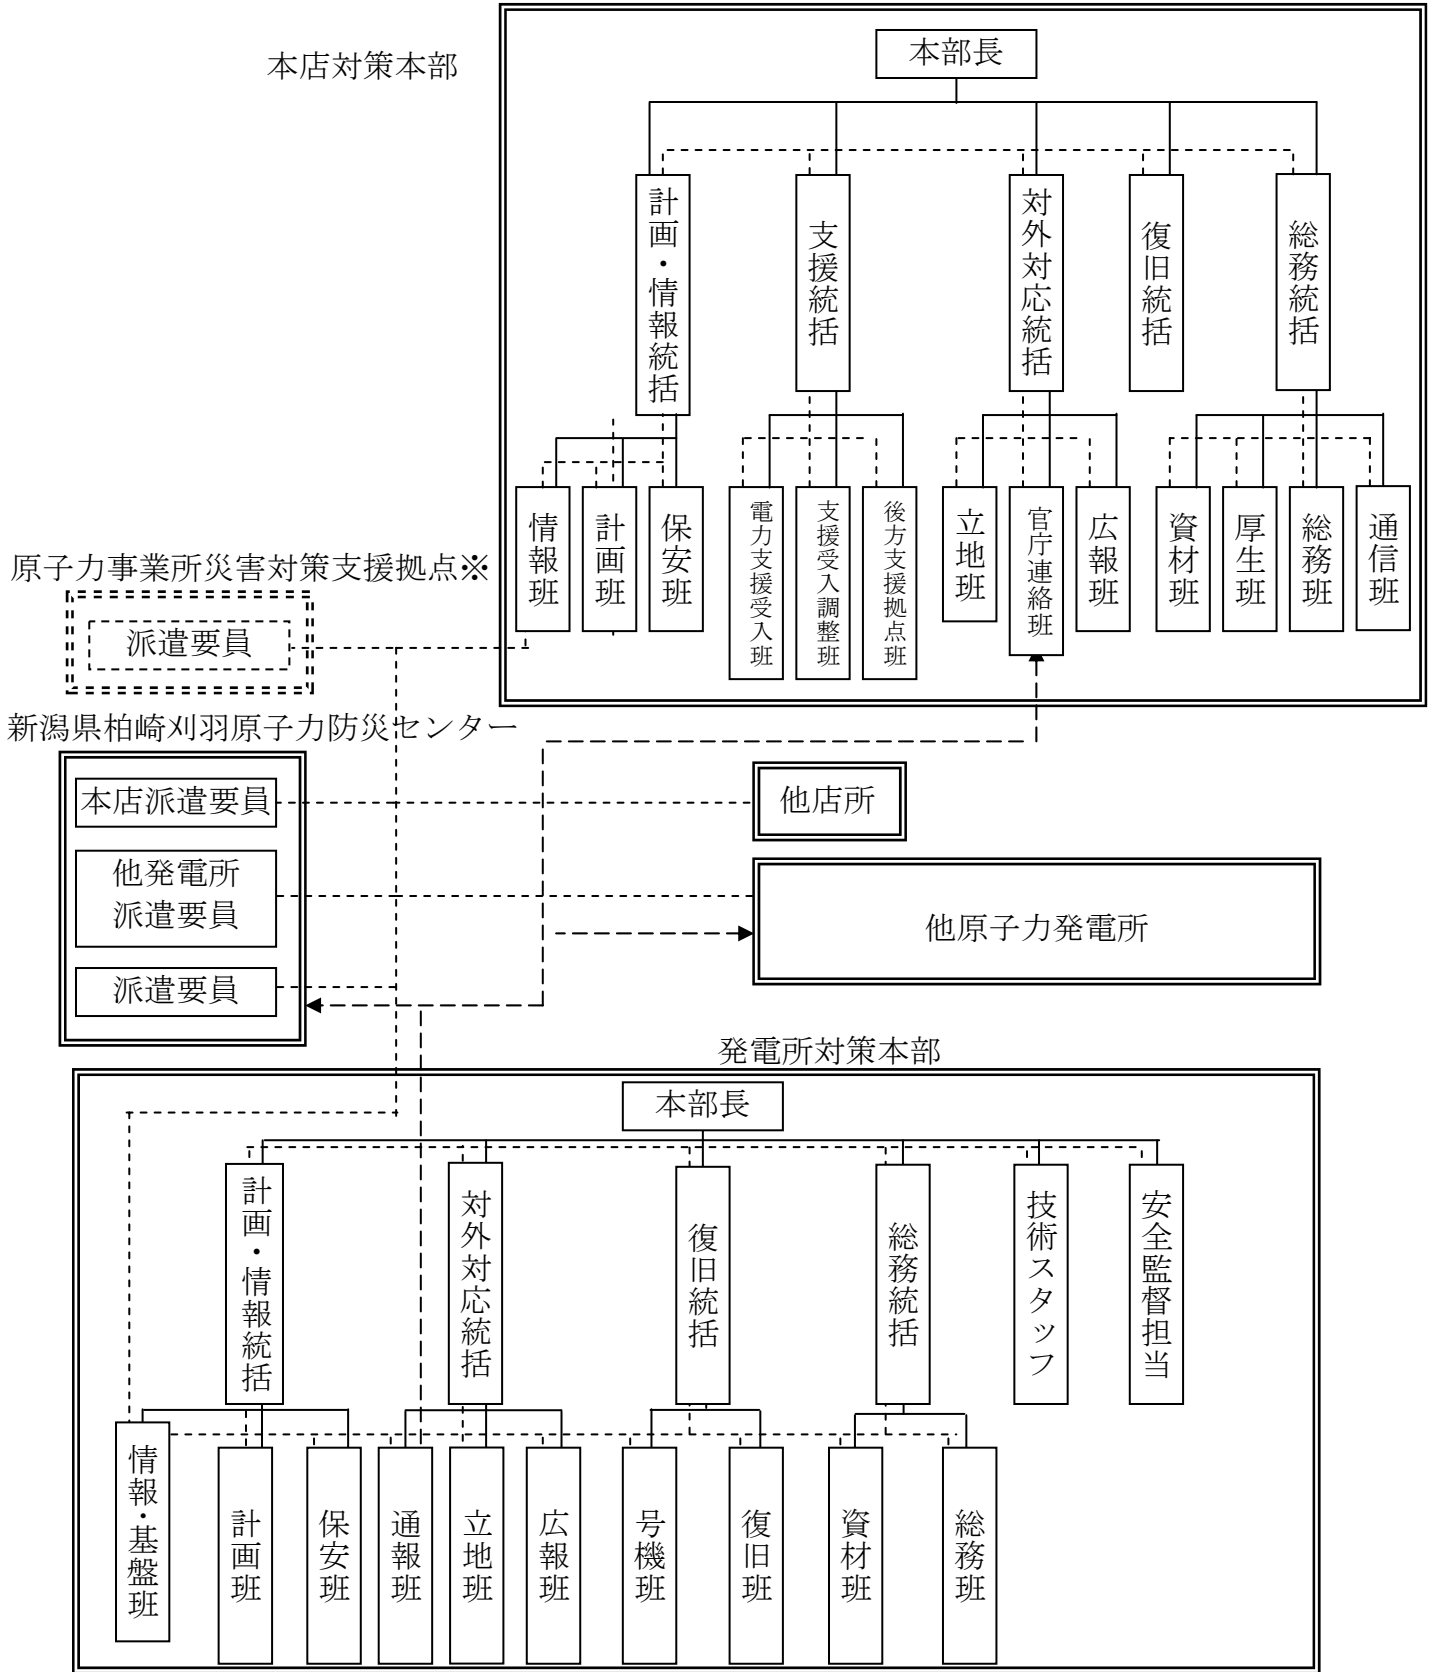 本店対策本部
本部長
計画・情報統括
支援統括
対外対応統括
復旧統括
総務統括
情報班
計画班
保安班
電力支援受入班
支援受入調整班
後方支援拠点班
立地班
官庁連絡班
広報班
資材班
厚生班
総務班
通信班
原子力事業所災害対策支援拠点※
派遣要員
新潟県柏崎刈羽原子力防災センター
本店派遣要員
他発電所
派遣要員
派遣要員
他店所
他原子力発電所
発電所対策本部
本部長
計画・情報統括
対外対応統括
復旧統括
総務統括
技術スタッフ
安全監督担当
情報・基盤班
計画班
保安班
通報班
立地班
広報班
号機班
復旧班
資材班
総務班